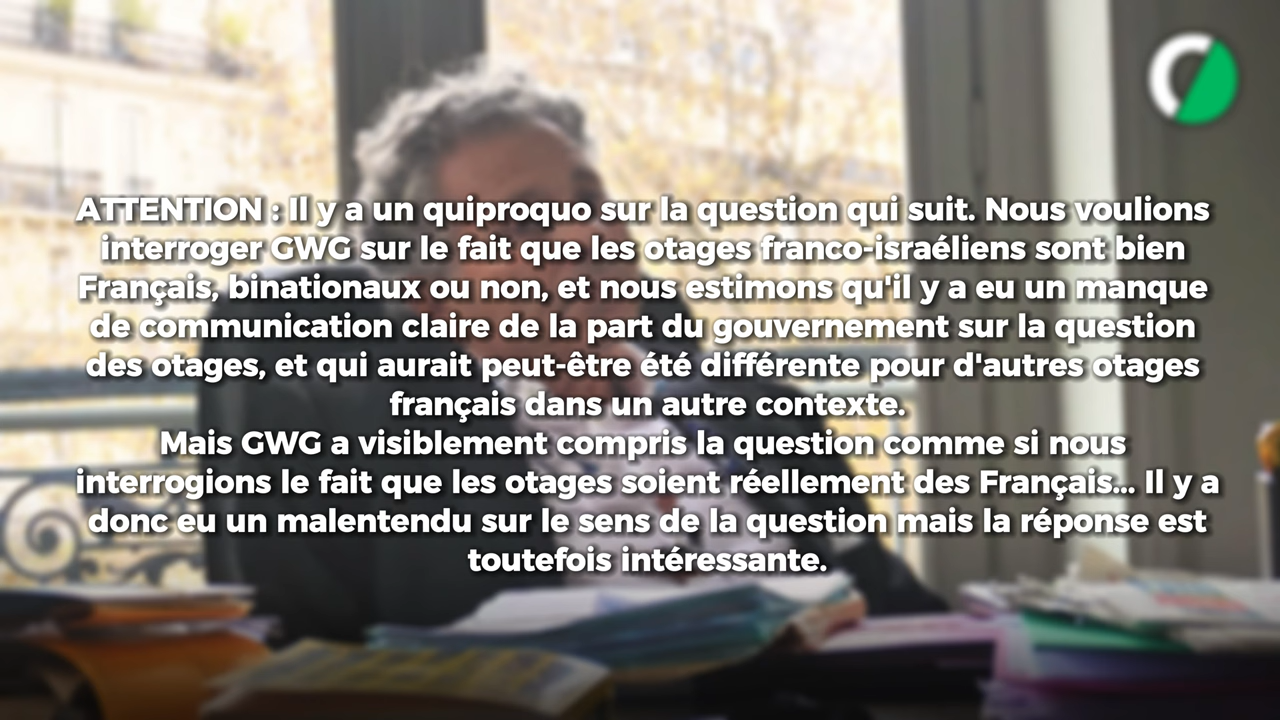 ATTENTION : Il y a un quiproquo sur la question qui suit. Nous voulions
interroger GWG sur le fait que les otages franco-israéliens sont bien
Français, binationaux ou non, et nous estimons qu'il y a eu un manque
de communication claire de la part du gouvernement sur la question
des otages, et qui aurait peut-être été différente pour d'autres otages
français dans un autre contexte.
Mais GWG a visiblement compris la question comme si nous
interrogions le fait que les otages soient réellement des Français... Il y a
donc eu un malentendu sur le sens de la question mais la réponse est
toutefois intéressante.